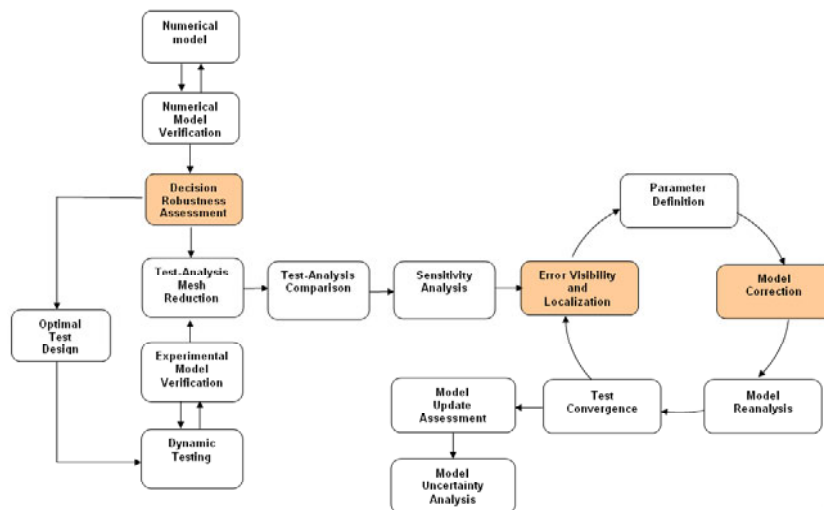 Numerical
model
Numerical
Model
Verification
Decision
Robustness
Assessment
Test-Analysis
Mesh
Reduction
Test-Analysis
Comparison
Sensitivity
Analysis
Error Visibility
and
Localization
Parameter
Definition
Model
Correction
Optimal
Test
Design
Experimental
Model
Verification
Dynamic
Testing
Model
Update
Assessment
Test
Convergence
Model
Reanalysis
Model
Uncertainty
Analysis